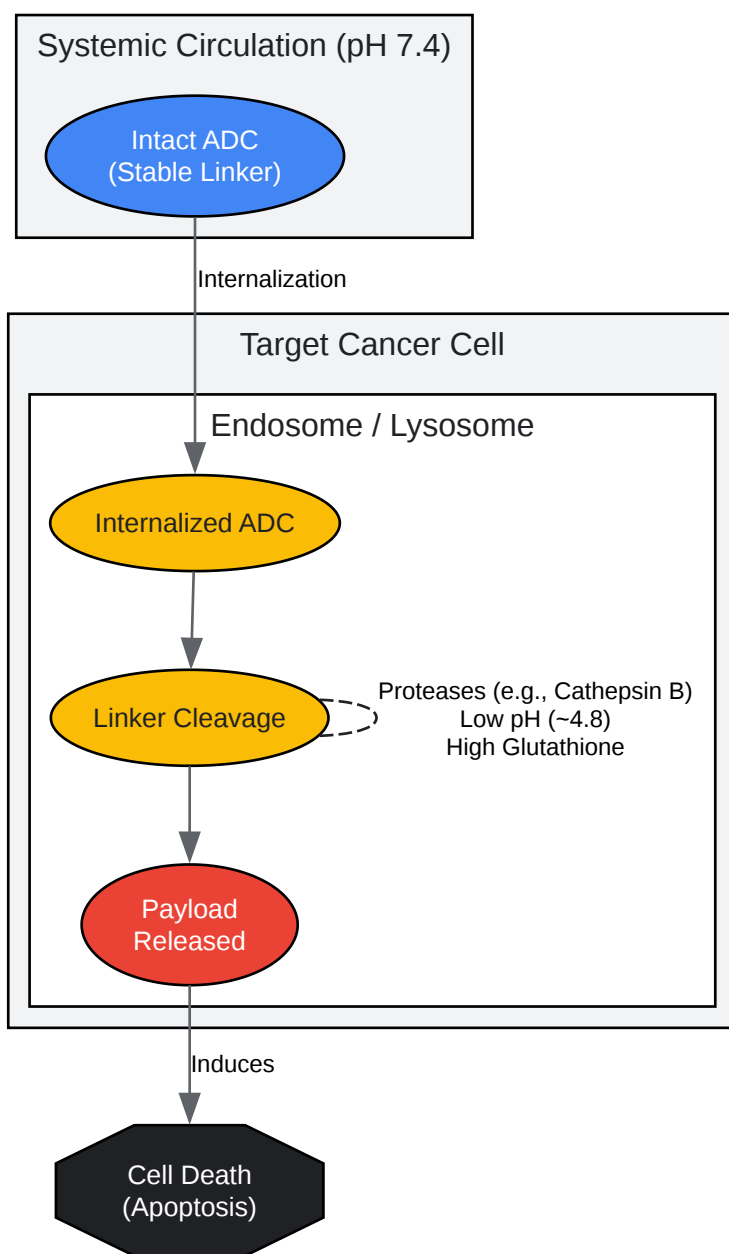 Systemic Circulation (pH 7.4)
Intact ADC
(Stable Linker)
Internalization
Target Cancer Cell
Endosome / Lysosome
Internalized ADC
Linker Cleavage
Proteases (e.g., Cathepsin B)
Low pH (~4.8)
High Glutathione
Payload
Released
Induces
Cell Death
(Apoptosis)